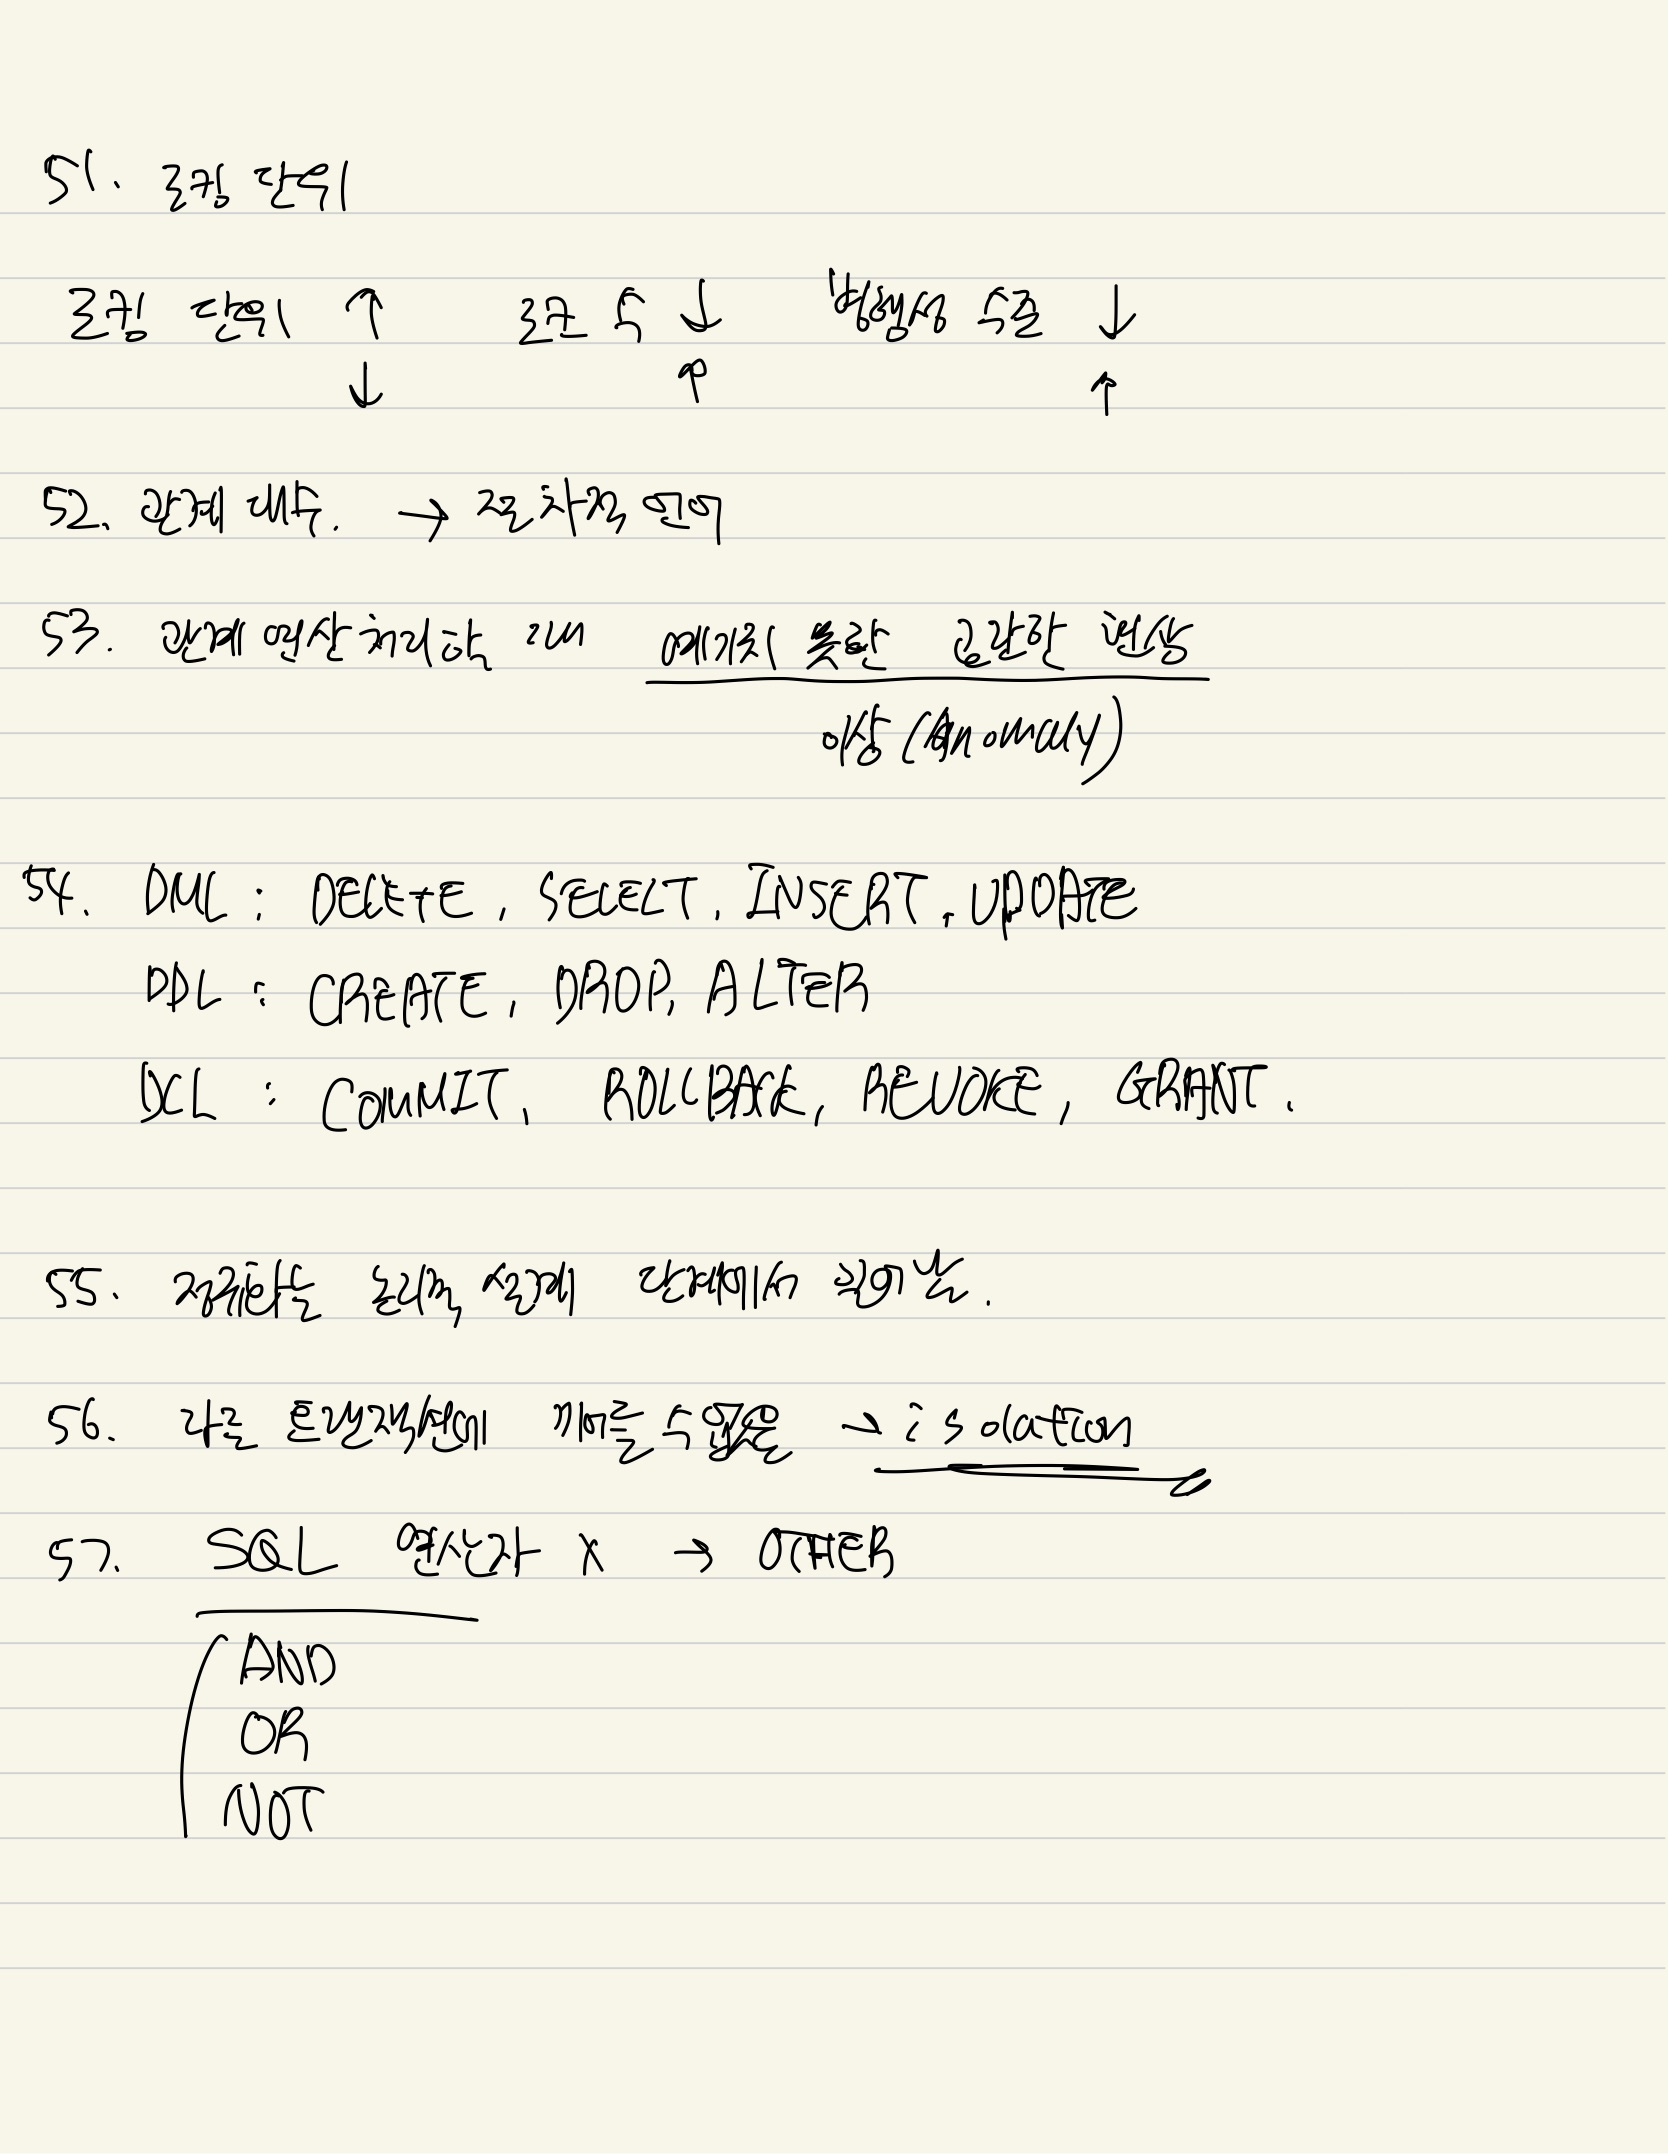 51. 로킹 단위
로킹 단위 ↑ 로크 수 ↓ 병행성 수준 ↓
↓ ↑ ↑
52. 관계 대수. → 절차적 언어
53. 관계 연산 처리할 때 예기치 못한 곤란한 현상
이상 (Anomaly)
54. DML : DELETE, SELECT, INSERT, UPDATE
DDL : CREATE, DROP, ALTER
DCL : COMMIT, ROLLBACK, REVOKE, GRANT.
55. 정규화는 논리적 설계 단계에서 일어남.
56. 다른 트랜잭션에 끼어들 수 없음 → isolation
57. SQL 연산자 X → OTHER
AND
OR
NOT